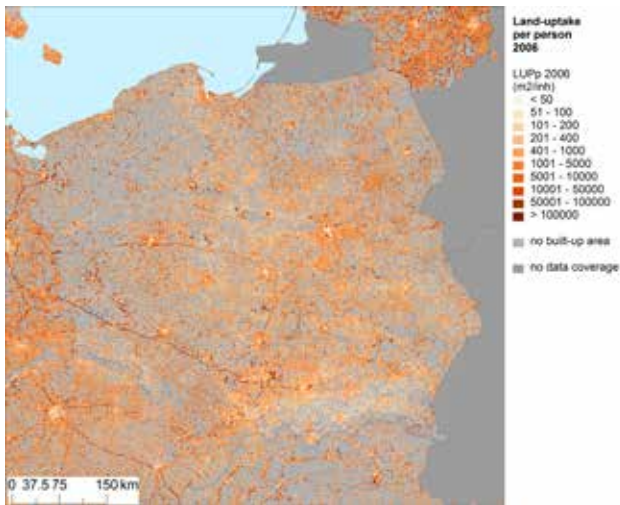 Land-uptake
per person
2006
LUPp 2006
(m2/inh)
< 50
51 - 100
101 - 200
201 - 400
401 - 1000
1001 - 5000
5001 - 10000
10001 - 50000
50001 - 100000
> 100000
no built-up area
no data coverage
0 37.5 75 150 km